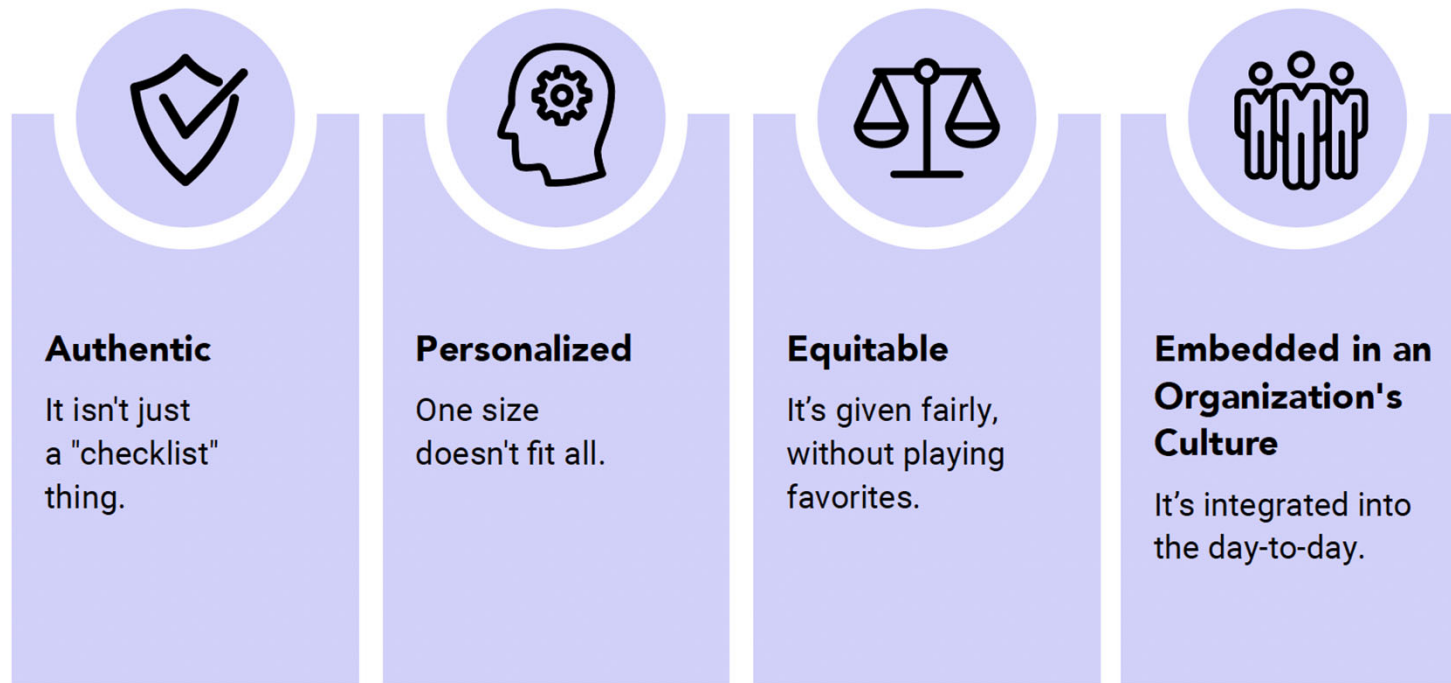 Authentic
It isn't just
a "checklist"
thing.
Personalized
One size
doesn't fit all.
Equitable
It’s given fairly,
without playing
favorites.
Embedded in an
Organization's
Culture
It’s integrated into
the day-to-day.